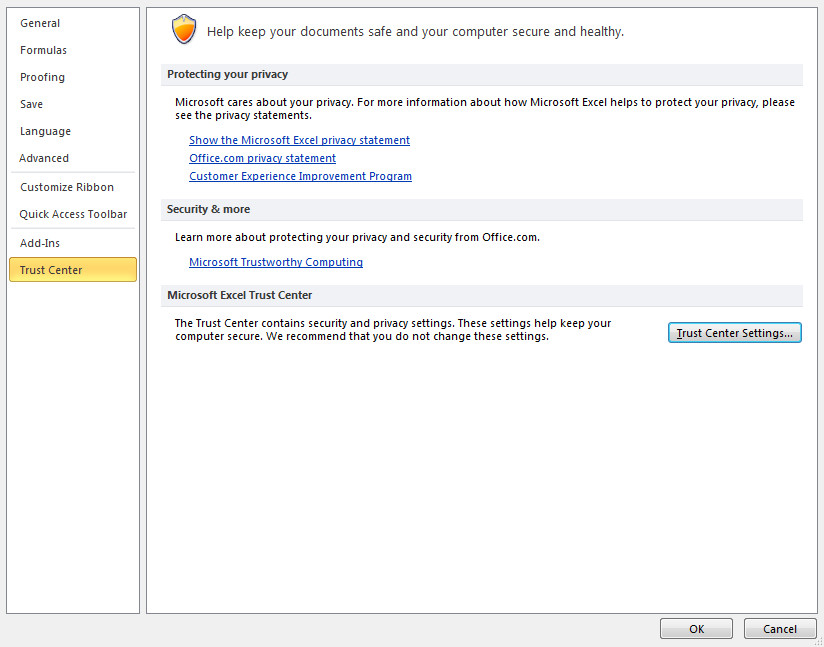 General
Formulas
Proofing
Save
Language
Advanced
Customize Ribbon
Quick Access Toolbar
Add-Ins
Trust Center
Help keep your documents safe and your computer secure and healthy.
Protecting your privacy
Microsoft cares about your privacy. For more information about how Microsoft Excel helps to protect your privacy, please
see the privacy statements.
Show the Microsoft Excel privacy statement
Office.com privacy statement
Customer Experience Improvement Program
Security & more
Learn more about protecting your privacy and security from Office.com.
Microsoft Trustworthy Computing
Microsoft Excel Trust Center
The Trust Center contains security and privacy settings. These settings help keep your
computer secure. We recommend that you do not change these settings.
Trust Center Settings...
OK
Cancel